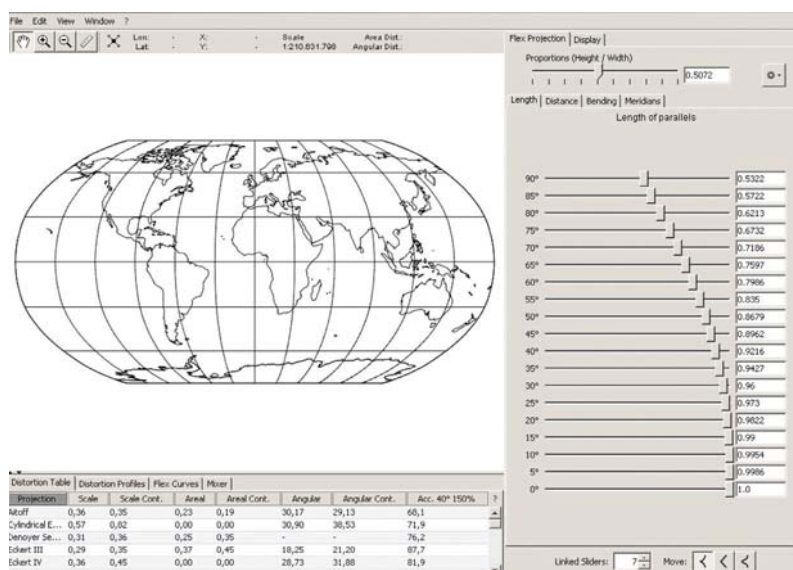 File Edit View Window ?
Lon: - X: - Scale Area Dist.:
Lat: - Y: - 1:210.831.798 Angular Dist.:
Flex Projection Display
Proportions (Height / Width)
0.5072
Length Distance Bending Meridians
Length of parallels
90° 0.5322
85° 0.5722
80° 0.6213
75° 0.6732
70° 0.7186
65° 0.7597
60° 0.7986
55° 0.835
50° 0.8679
45° 0.8962
40° 0.9216
35° 0.9427
30° 0.96
25° 0.973
20° 0.9822
15° 0.99
10° 0.9954
5° 0.9986
0° 1.0
Distortion Table Distortion Profiles Flex Curves Mixer
Projection Scale Scale Cont. Areal Areal Cont. Angular Angular Cont. Acc. 40° 150% ?
Aitoff 0,36 0,35 0,23 0,19 30,17 29,13 68,1
Cylindrical E... 0,57 0,82 0,00 0,00 30,90 38,53 71,9
Denoyer Se... 0,31 0,36 0,25 0,35 - - 76,2
Eckert III 0,29 0,35 0,37 0,45 18,25 21,20 87,7
Eckert IV 0,36 0,45 0,00 0,00 28,73 31,88 81,9
Linked Sliders: 7 Move: